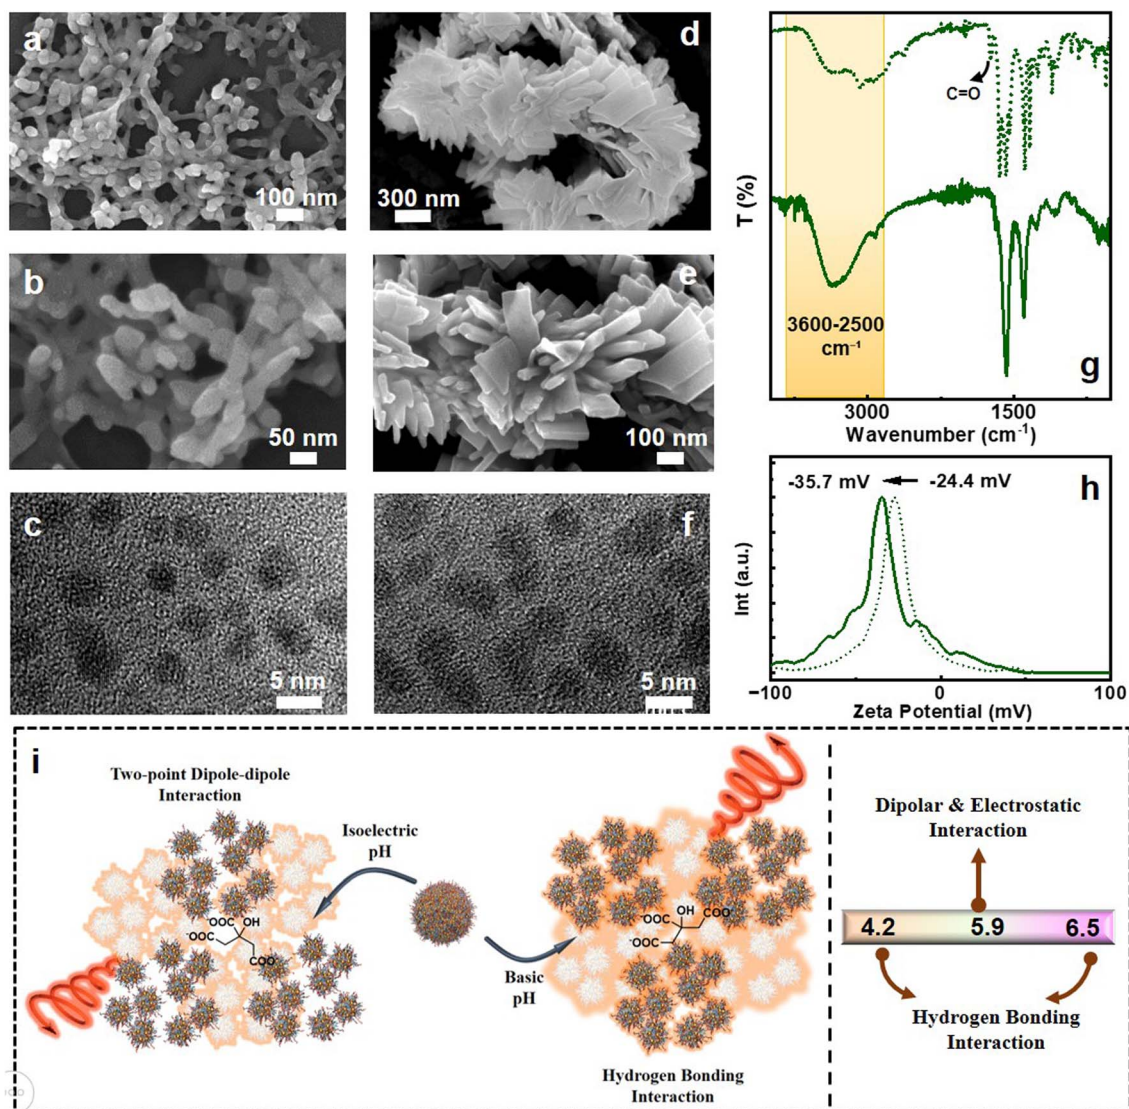 a
100 nm
d
300 nm
b
50 nm
e
100 nm
c
5 nm
f
5 nm
C=O
T (%)
3600-2500
cm⁻¹
g
3000
1500
Wavenumber (cm⁻¹)
-35.7 mV
-24.4 mV
h
Int (a.u.)
−100
0
100
Zeta Potential (mV)
i
Two-point Dipole-dipole
Interaction
Isoelectric
pH
⁻OOC
OH
⁻OOC
COO⁻
Basic
pH
⁻OOC
OH
COO⁻
⁻OOC
Hydrogen Bonding
Interaction
Dipolar & Electrostatic
Interaction
4.2
5.9
6.5
Hydrogen Bonding
Interaction